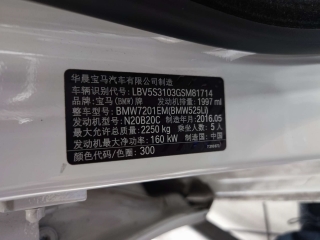 华晨宝马汽车有限公司制造
车辆识别代号: LBV5S3103GSM81714
品牌: 宝马(BMW)牌 发动机排量: 1997 ml
整车型号: BMW7201EM(BMW525Li)
发动机型号: N20B20C 制造年月: 2016.05
最大允许总质量: 2250 kg 乘坐人数: 5 人
发动机最大净功率: 160 kW 制造国: 中国
颜色代码/色圈: 300